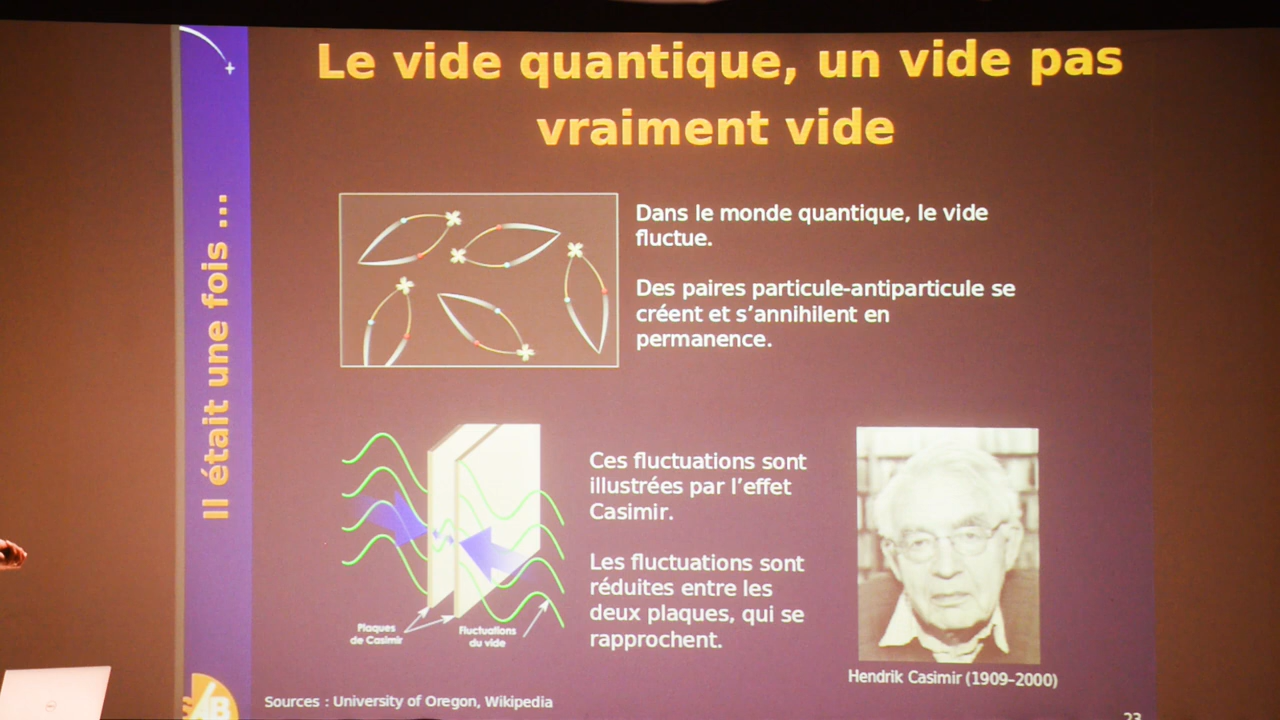 Le vide quantique, un vide pas
vraiment vide
Il était une fois ...
Dans le monde quantique, le vide
fluctue.
Des paires particule-antiparticule se
créent et s'annihilent en
permanence.
Ces fluctuations sont
illustrées par l'effet
Casimir.
Les fluctuations sont
réduites entre les
deux plaques, qui se
rapprochent.
Plaques
de Casimir
Fluctuations
du vide
Hendrik Casimir (1909–2000)
Sources : University of Oregon, Wikipedia
23